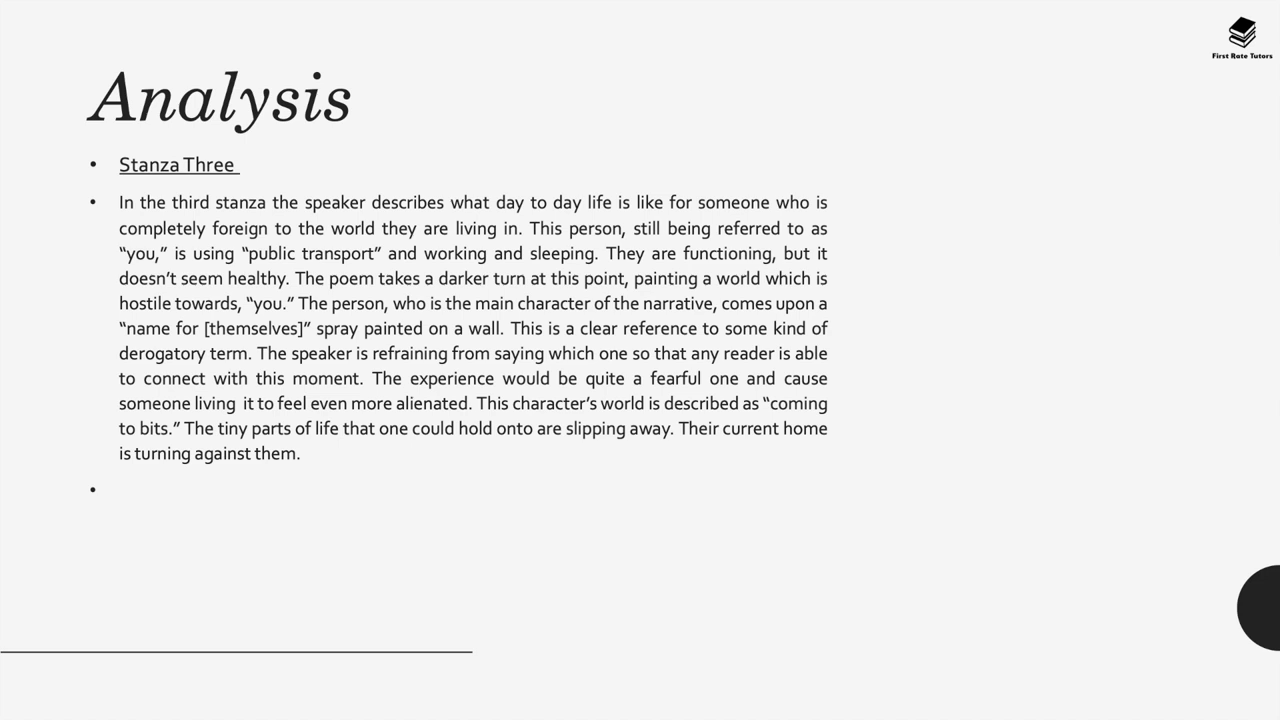 First Rate Tutors
Analysis
• Stanza Three
• In the third stanza the speaker describes what day to day life is like for someone who is
completely foreign to the world they are living in. This person, still being referred to as
“you,” is using “public transport” and working and sleeping. They are functioning, but it
doesn’t seem healthy. The poem takes a darker turn at this point, painting a world which is
hostile towards, “you.” The person, who is the main character of the narrative, comes upon a
“name for [themselves]” spray painted on a wall. This is a clear reference to some kind of
derogatory term. The speaker is refraining from saying which one so that any reader is able
to connect with this moment. The experience would be quite a fearful one and cause
someone living it to feel even more alienated. This character’s world is described as “coming
to bits.” The tiny parts of life that one could hold onto are slipping away. Their current home
is turning against them.
•